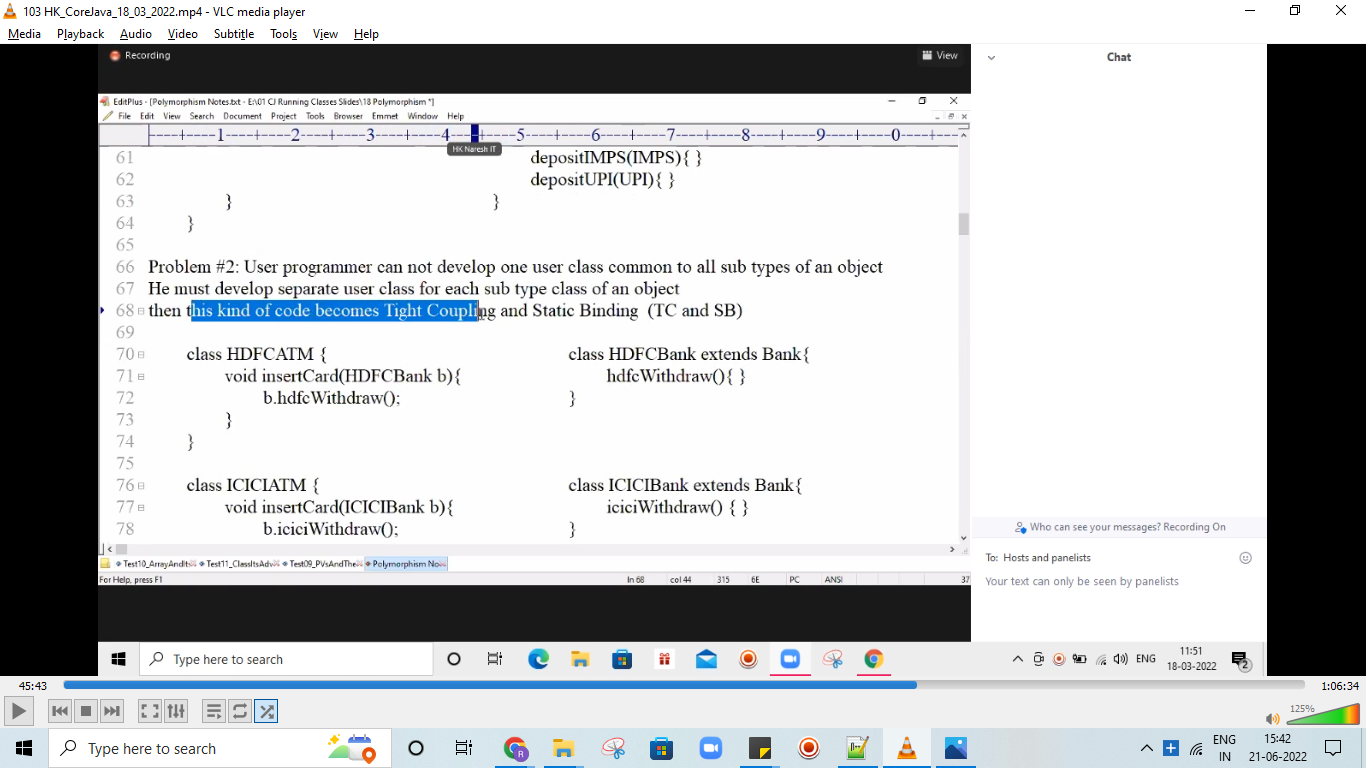 103 HK_CoreJava_18_03_2022.mp4 - VLC media player
Media Playback Audio Video Subtitle Tools View Help
Recording
View
Chat
EditPlus - [Polymorphism Notes.txt - E:\01 CJ Running Classes Slides\18 Polymorphism *]
File Edit View Search Document Project Tools Browser Emmet Window Help
----+----1----+----2----+----3----+----4----+----5----+----6----+----7----+----8----+----9----+----0----+--
HK Naresh IT
61 depositIMPS(IMPS){ }
62 depositUPI(UPI){ }
63 } }
64 }
65
66 Problem #2: User programmer can not develop one user class common to all sub types of an object
67 He must develop separate user class for each sub type class of an object
68 then this kind of code becomes Tight Coupling and Static Binding (TC and SB)
69
70 class HDFCATM { class HDFCBank extends Bank{
71 void insertCard(HDFCBank b){ hdfcWithdraw(){ }
72 b.hdfcWithdraw(); }
73 }
74 }
75
76 class ICICIATM { class ICICIBank extends Bank{
77 void insertCard(ICICIBank b){ iciciWithdraw() { }
78 b.iciciWithdraw(); }
Test10_ArrayAndIts Test11_ClassItsAdv Test09_PVsAndThe Polymorphism No
For Help, press F1 ln 68 col 44 315 6E PC ANSI 37
Who can see your messages? Recording On
To: Hosts and panelists
Your text can only be seen by panelists
Type here to search
ENG
11:51
18-03-2022
2
45:43
1:06:34
125%
Type here to search
R
ENG
IN
15:42
21-06-2022